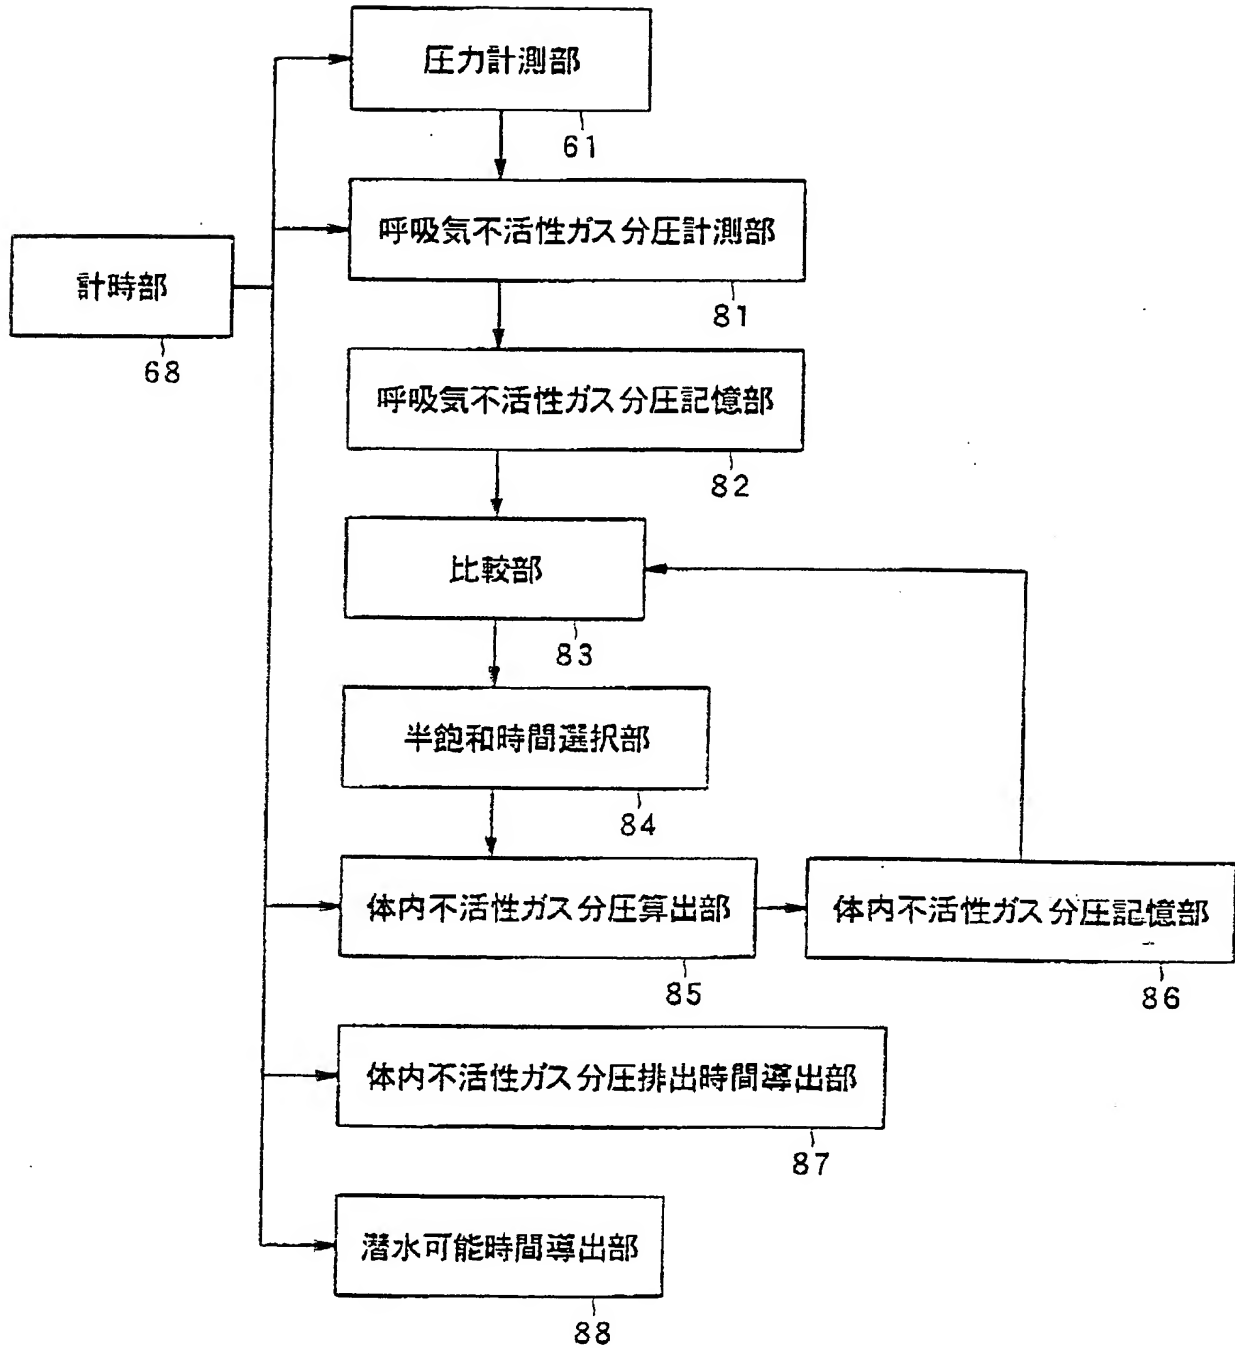 圧力計測部
61
呼吸気不活性ガス分圧計測部
81
計時部
68
呼吸気不活性ガス分圧記憶部
82
比較部
83
半飽和時間選択部
84
体内不活性ガス分圧算出部
85
体内不活性ガス分圧記憶部
86
体内不活性ガス分圧排出時間導出部
87
潜水可能時間導出部
88